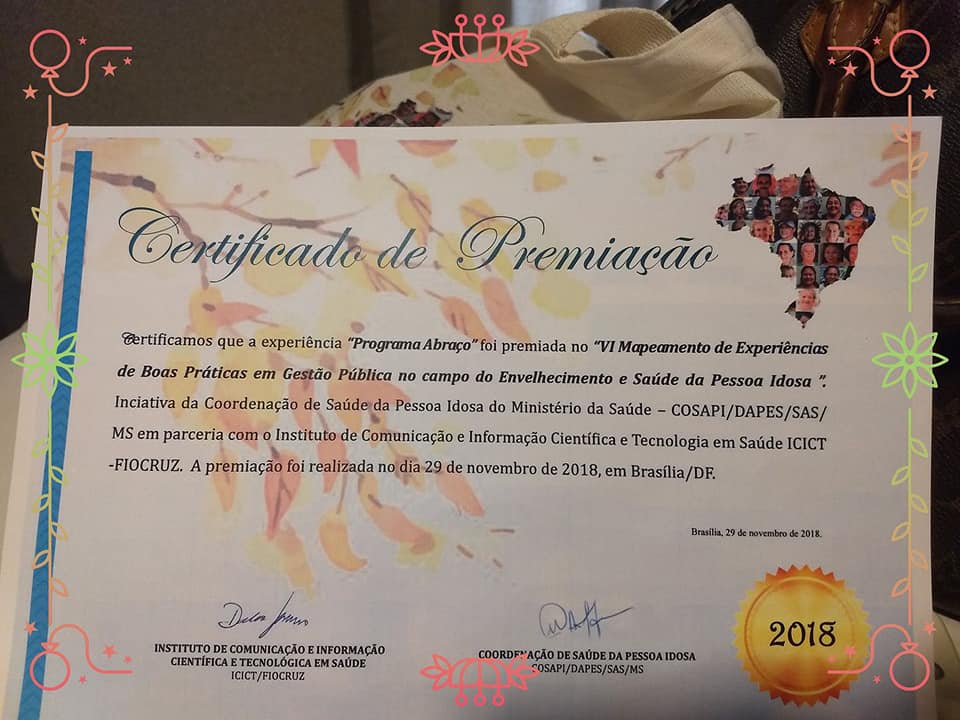 Certificado de Premiação
Certificamos que a experiência "Programa Abraço" foi premiada no "VI Mapeamento de Experiências
de Boas Práticas em Gestão Pública no campo do Envelhecimento e Saúde da Pessoa Idosa ".
Inciativa da Coordenação de Saúde da Pessoa Idosa do Ministério da Saúde – COSAPI/DAPES/SAS/
MS em parceria com o Instituto de Comunicação e Informação Científica e Tecnologia em Saúde ICICT
-FIOCRUZ. A premiação foi realizada no dia 29 de novembro de 2018, em Brasília/DF.
Brasília, 29 de novembro de 2018.
INSTITUTO DE COMUNICAÇÃO E INFORMAÇÃO
CIENTÍFICA E TECNOLÓGICA EM SAÚDE
ICICT/FIOCRUZ
COORDENAÇÃO DE SAÚDE DA PESSOA IDOSA
COSAPI/DAPES/SAS/MS
2018